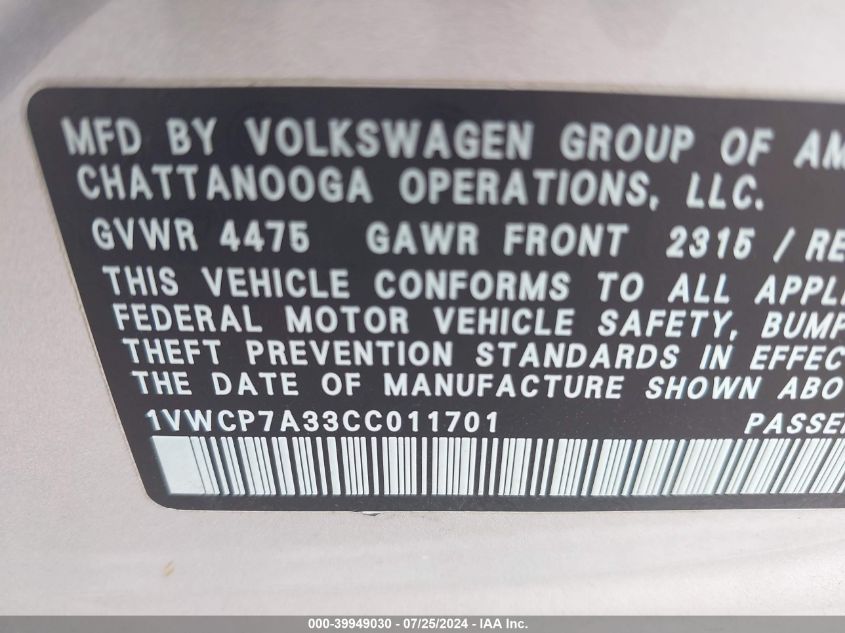 MFD BY VOLKSWAGEN GROUP OF AM
CHATTANOOGA OPERATIONS, LLC.
GVWR 4475 GAWR FRONT 2315 / RE
THIS VEHICLE CONFORMS TO ALL APPLI
FEDERAL MOTOR VEHICLE SAFETY, BUMP
THEFT PREVENTION STANDARDS IN EFFEC
THE DATE OF MANUFACTURE SHOWN ABO
1VWCP7A33CC011701 PASSE
000-39949030 - 07/25/2024 - IAA Inc.